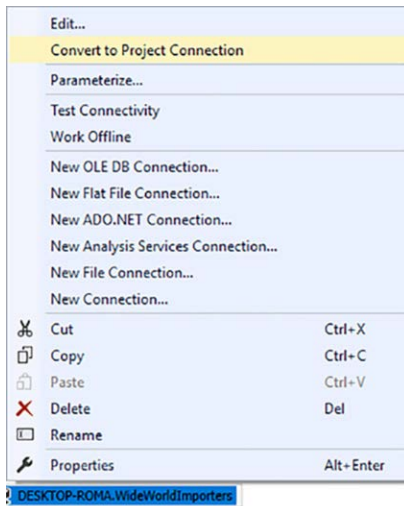 Edit...
Convert to Project Connection
Parameterize...
Test Connectivity
Work Offline
New OLE DB Connection...
New Flat File Connection...
New ADO.NET Connection...
New Analysis Services Connection...
New File Connection...
New Connection...
Cut Ctrl+X
Copy Ctrl+C
Paste Ctrl+V
Delete Del
Rename
Properties Alt+Enter
DESKTOP-ROMA.WideWorldImporters